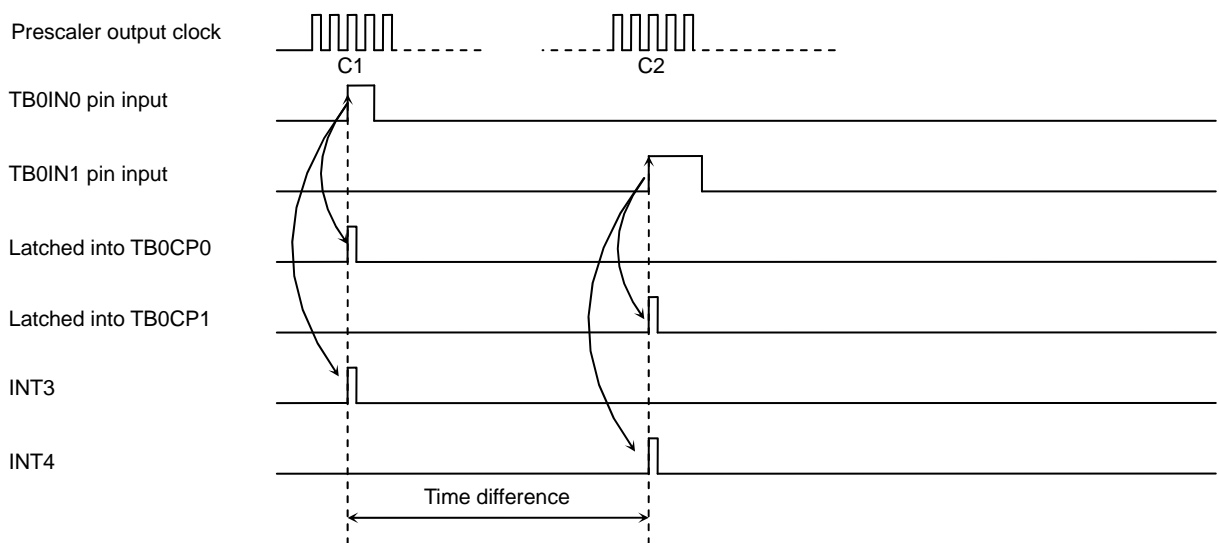 Prescaler output clock
C1
C2
TB0IN0 pin input
TB0IN1 pin input
Latched into TB0CP0
Latched into TB0CP1
INT3
INT4
Time difference